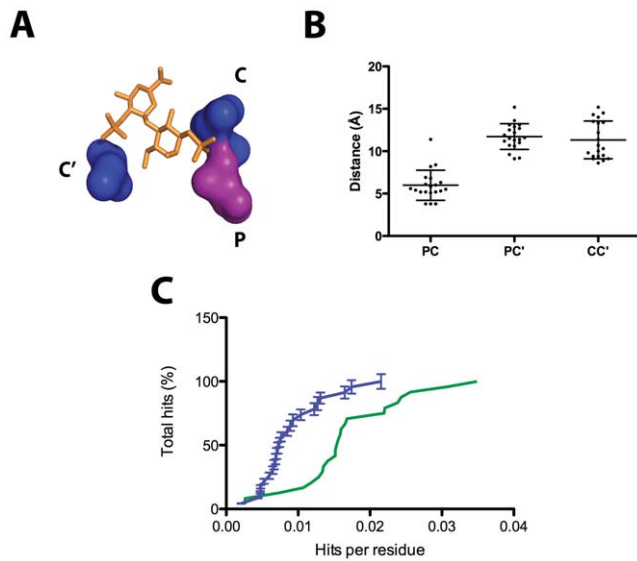 A
C
C'
P
B
Distance (Å)
20
15
10
5
0
PC
PC'
CC'
C
Total hits (%)
150
100
50
0
0.00 0.01 0.02 0.03 0.04
Hits per residue